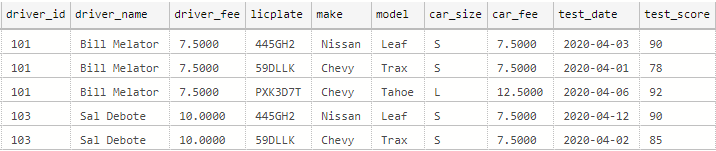 driver_id driver_name driver_fee licplate make model car_size car_fee test_date test_score
101 Bill Melator 7.5000 445GH2 Nissan Leaf S 7.5000 2020-04-03 90
101 Bill Melator 7.5000 59DLLK Chevy Trax S 7.5000 2020-04-01 78
101 Bill Melator 7.5000 PXK3D7T Chevy Tahoe L 12.5000 2020-04-06 92
103 Sal Debote 10.0000 445GH2 Nissan Leaf S 7.5000 2020-04-12 90
103 Sal Debote 10.0000 59DLLK Chevy Trax S 7.5000 2020-04-02 85